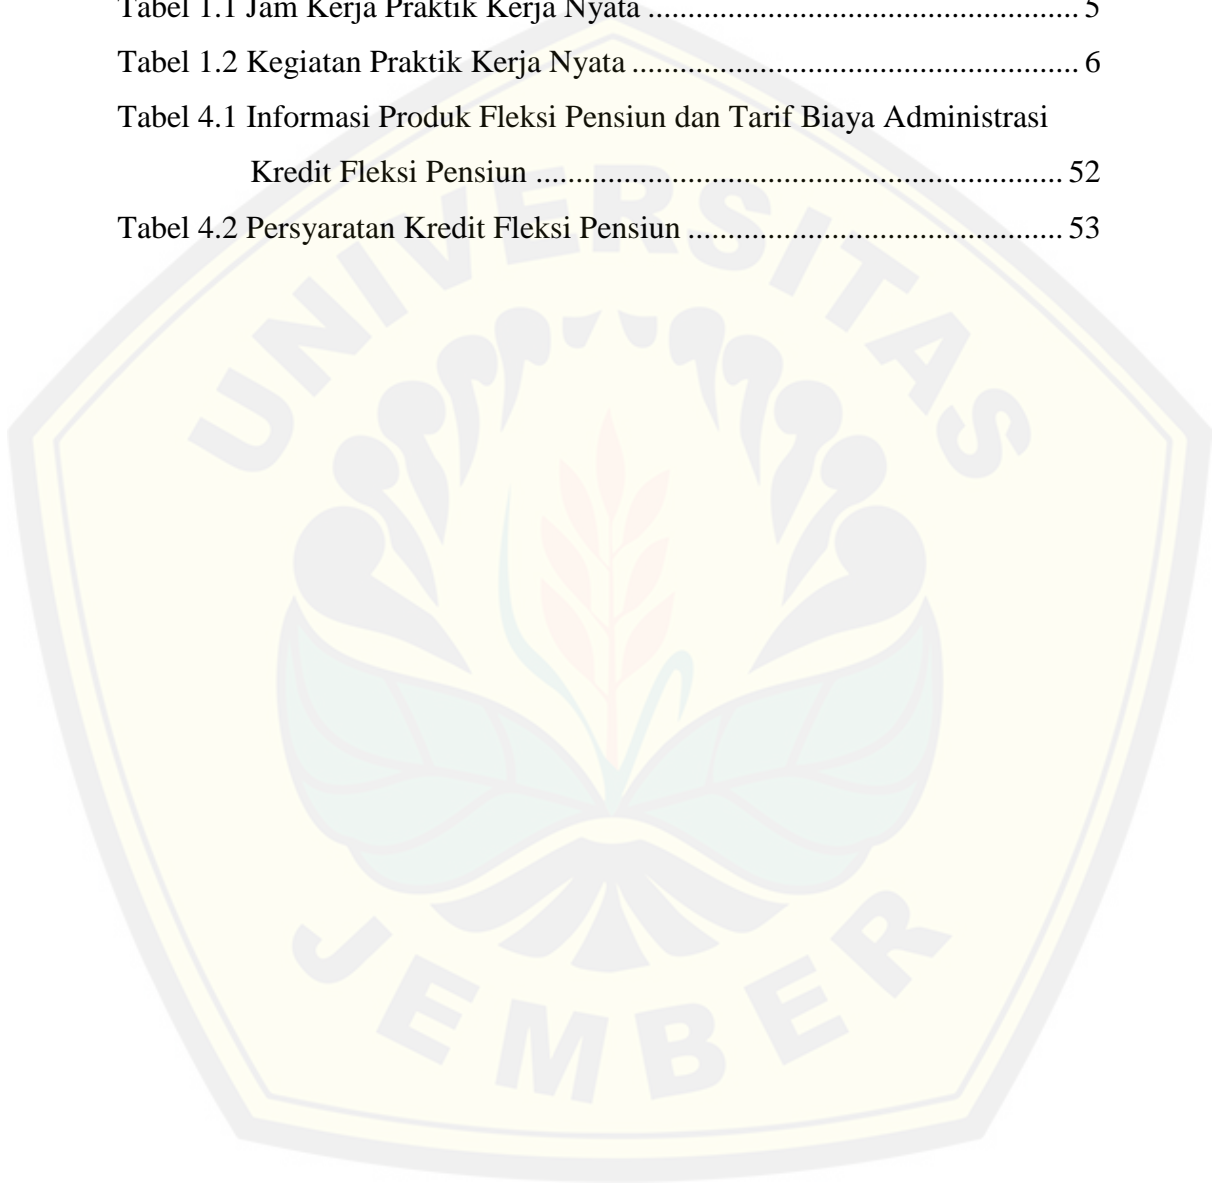 Tabel 1.1 Jam Kerja Praktik Kerja Nyata ...................................................... 5
Tabel 1.2 Kegiatan Praktik Kerja Nyata ........................................................ 6
Tabel 4.1 Informasi Produk Fleksi Pensiun dan Tarif Biaya Administrasi
Kredit Fleksi Pensiun .................................................................. 52
Tabel 4.2 Persyaratan Kredit Fleksi Pensiun ............................................... 53
UNIVERSITAS
JEMBER